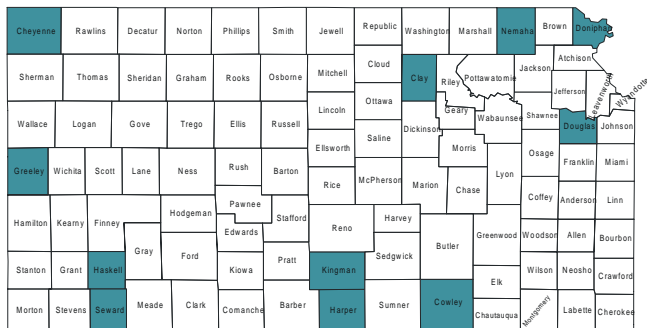 Cheyenne Rawlins Decatur Norton Phillips Smith Jewell Republic Washington Marshall Nemaha Brown Doniphan
Cloud Atchison
Sherman Thomas Sheridan Graham Rooks Osborne Mitchell Clay Riley Pottawatomie Jackson
Ottawa Jefferson Leavenworth Wyandotte
Wallace Logan Gove Trego Ellis Russell Lincoln Saline Dickinson Geary Wabaunsee Shawnee Douglas Johnson
Ellsworth Morris Osage Franklin Miami
Greeley Wichita Scott Lane Ness Rush Barton Rice McPherson Marion Chase Lyon
Pawnee Coffey Anderson Linn
Hamilton Kearny Finney Hodgeman Stafford Reno Harvey Butler Greenwood Woodson Allen Bourbon
Edwards
Gray Ford Pratt Sedgwick
Stanton Grant Haskell Kiowa Kingman Elk Wilson Neosho Crawford
Morton Stevens Seward Meade Clark Comanche Barber Harper Sumner Cowley Chautauqua Montgomery Labette Cherokee